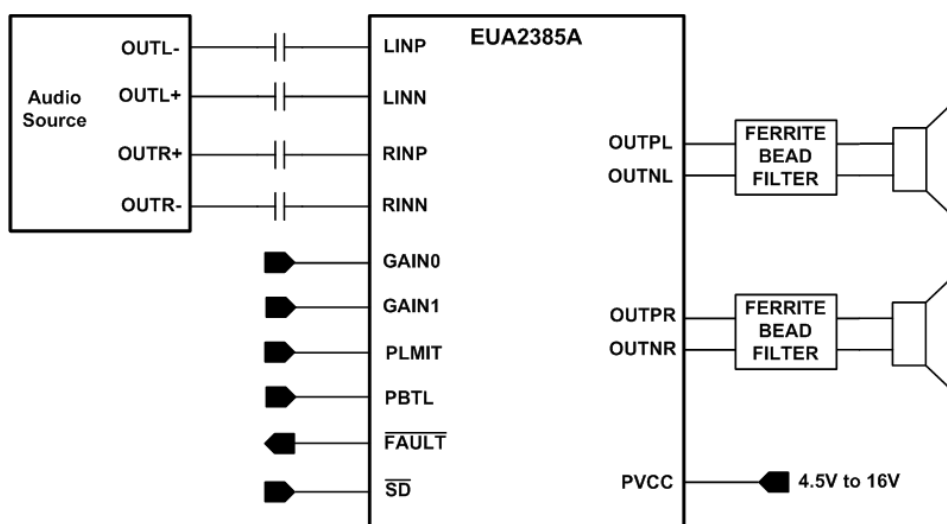 EUA2385A
Audio
Source
OUTL-
OUTL+
OUTR+
OUTR-
LINP
LINN
RINP
RINN
GAIN0
GAIN1
PLMIT
PBTL
FAULT
SD
OUTPL
OUTNL
FERRITE
BEAD
FILTER
OUTPR
OUTNR
FERRITE
BEAD
FILTER
PVCC
4.5V to 16V